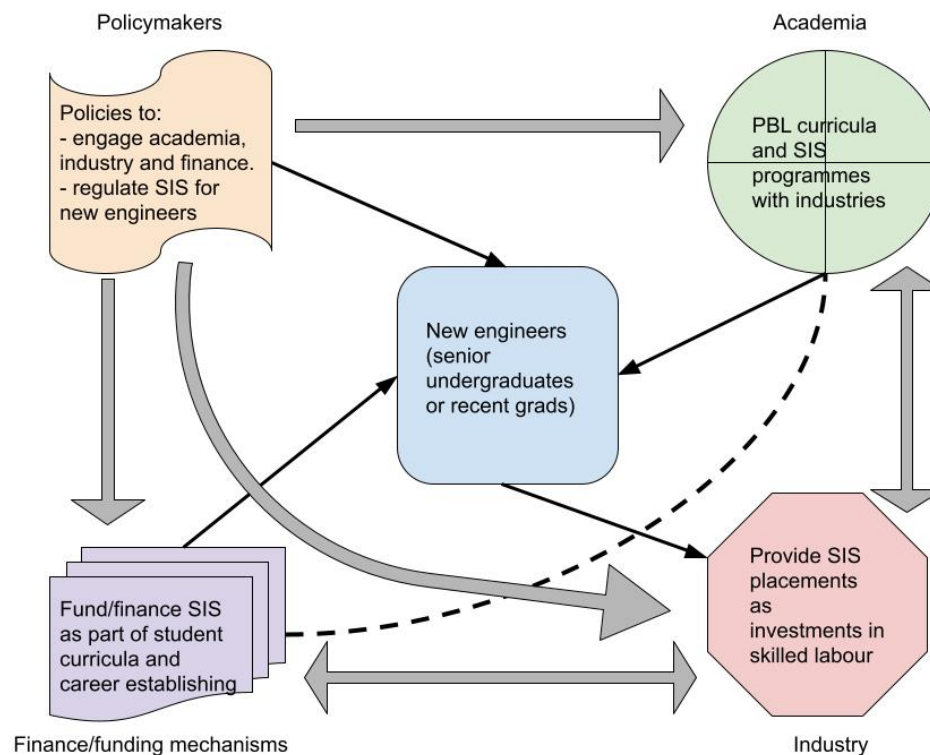 Policymakers
Academia
Policies to:
- engage academia,
industry and finance.
- regulate SIS for
new engineers
PBL curricula
and SIS
programmes
with industries
New engineers
(senior
undergraduates
or recent grads)
Fund/finance SIS
as part of student
curricula and
career establishing
Provide SIS
placements
as
investments in
skilled labour
Finance/funding mechanisms
Industry